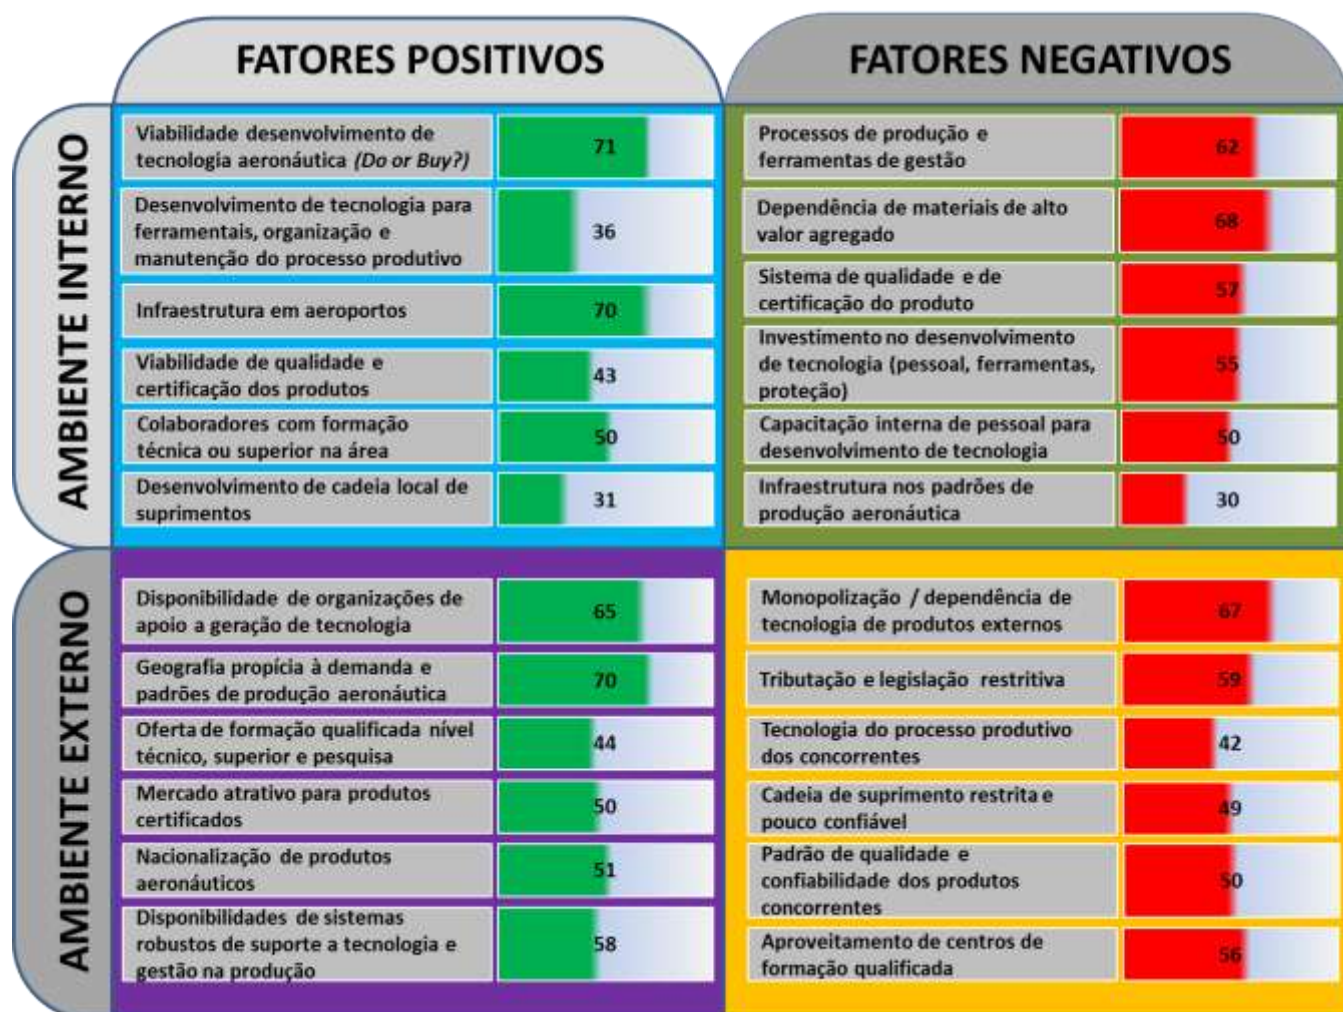 FATORES POSITIVOS
FATORES NEGATIVOS
AMBIENTE INTERNO
Viabilidade desenvolvimento de
tecnologia aeronáutica (Do or Buy?)
71
Desenvolvimento de tecnologia para
ferramentais, organização e
manutenção do processo produtivo
36
Infraestrutura em aeroportos
70
Viabilidade de qualidade e
certificação dos produtos
43
Colaboradores com formação
técnica ou superior na área
50
Desenvolvimento de cadeia local de
suprimentos
31
Processos de produção e
ferramentas de gestão
62
Dependência de materiais de alto
valor agregado
68
Sistema de qualidade e de
certificação do produto
57
Investimento no desenvolvimento
de tecnologia (pessoal, ferramentas,
proteção)
55
Capacitação interna de pessoal para
desenvolvimento de tecnologia
50
Infraestrutura nos padrões de
produção aeronáutica
30
AMBIENTE EXTERNO
Disponibilidade de organizações de
apoio a geração de tecnologia
65
Geografia propícia à demanda e
padrões de produção aeronáutica
70
Oferta de formação qualificada nível
técnico, superior e pesquisa
44
Mercado atrativo para produtos
certificados
50
Nacionalização de produtos
aeronáuticos
51
Disponibilidades de sistemas
robustos de suporte a tecnologia e
gestão na produção
58
Monopolização / dependência de
tecnologia de produtos externos
67
Tributação e legislação restritiva
59
Tecnologia do processo produtivo
dos concorrentes
42
Cadeia de suprimento restrita e
pouco confiável
49
Padrão de qualidade e
confiabilidade dos produtos
concorrentes
50
Aproveitamento de centros de
formação qualificada
56